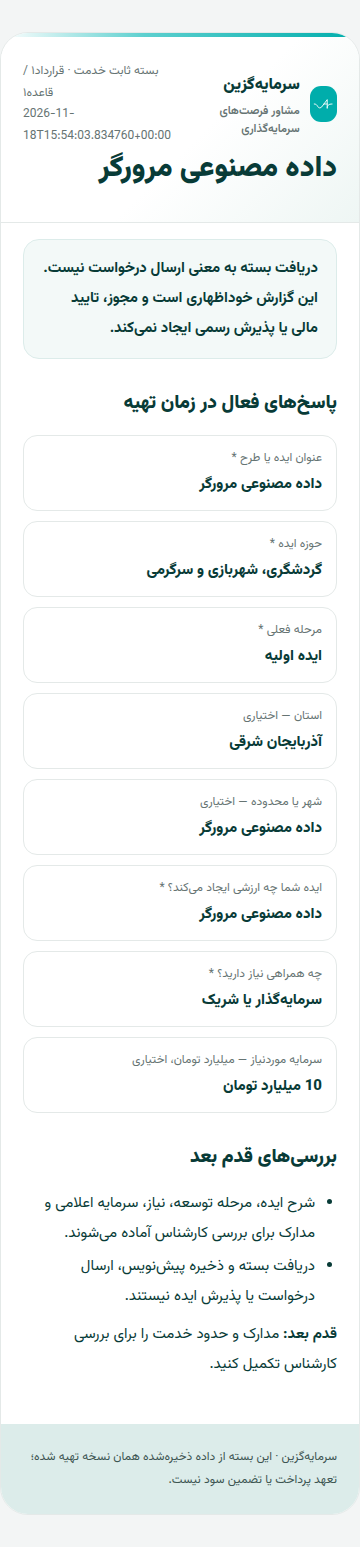 سرمایه‌گزین
مشاور فرصت‌های
سرمایه‌گذاری
بسته ثابت خدمت · قرارداد۱ /
قاعده۱
2026-11-
18T15:54:03.834760+00:00
داده مصنوعی مرورگر
دریافت بسته به معنی ارسال درخواست نیست.
این گزارش خوداظهاری است و مجوز، تایید
مالی یا پذیرش رسمی ایجاد نمی‌کند.
پاسخ‌های فعال در زمان تهیه
عنوان ایده یا طرح *
داده مصنوعی مرورگر
حوزه ایده *
گردشگری، شهربازی و سرگرمی
مرحله فعلی *
ایده اولیه
استان — اختیاری
آذربایجان شرقی
شهر یا محدوده — اختیاری
داده مصنوعی مرورگر
ایده شما چه ارزشی ایجاد می‌کند؟ *
داده مصنوعی مرورگر
چه همراهی نیاز دارید؟ *
سرمایه‌گذار یا شریک
سرمایه موردنیاز — میلیارد تومان، اختیاری
10 میلیارد تومان
بررسی‌های قدم بعد
• شرح ایده، مرحله توسعه، نیاز، سرمایه اعلامی و
مدارک برای بررسی کارشناس آماده می‌شوند.
• دریافت بسته و ذخیره پیش‌نویس، ارسال
درخواست یا پذیرش ایده نیستند.
قدم بعد: مدارک و حدود خدمت را برای بررسی
کارشناس تکمیل کنید.
سرمایه‌گزین · این بسته از داده ذخیره‌شده همان نسخه تهیه شده؛
تعهد پرداخت یا تضمین سود نیست.